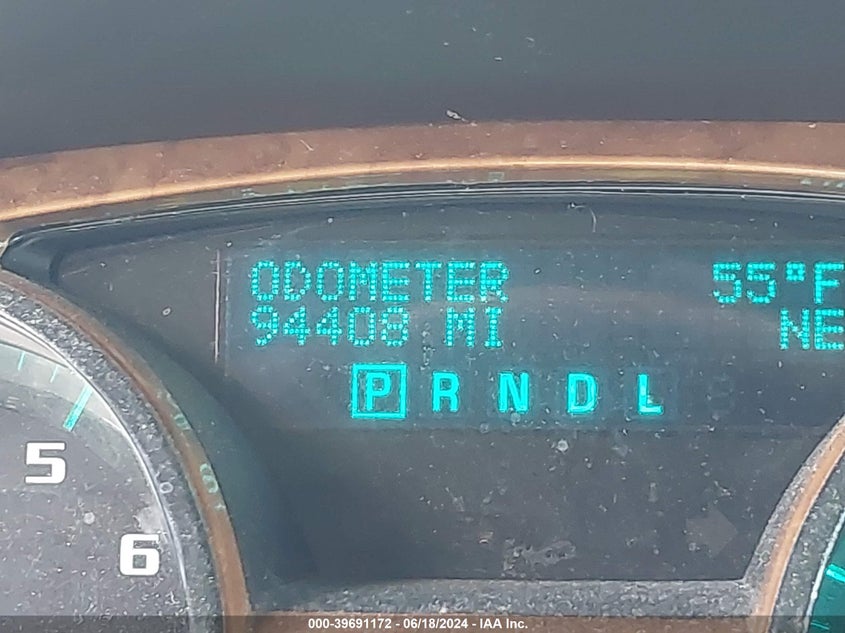 ODOMETER 55°F
94408 MI NE
P R N D L
5
6
000-39691172 - 06/18/2024 - IAA Inc.